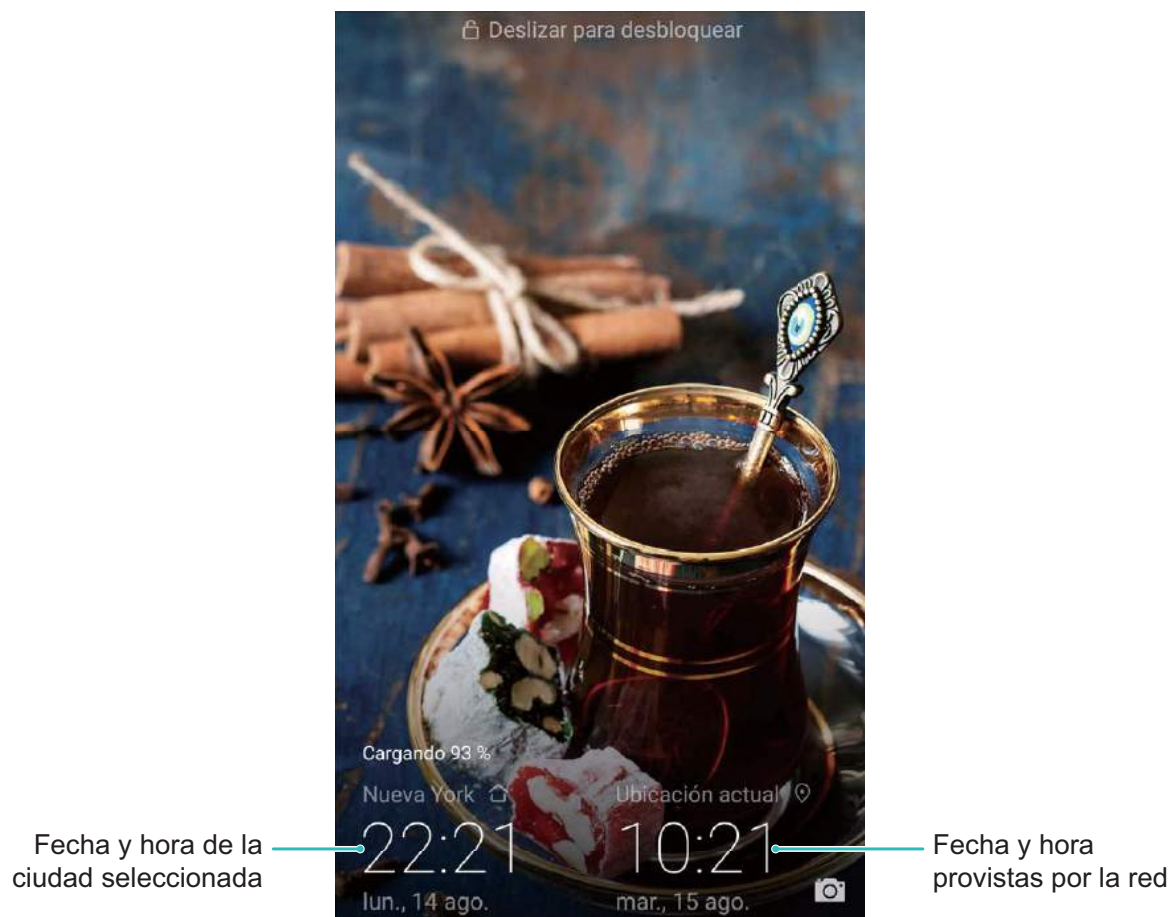 Deslizar para desbloquear
Cargando 93 %
Nueva York
Ubicación actual
22:21
10:21
lun., 14 ago.
mar., 15 ago.
Fecha y hora de la
ciudad seleccionada
Fecha y hora
provistas por la red